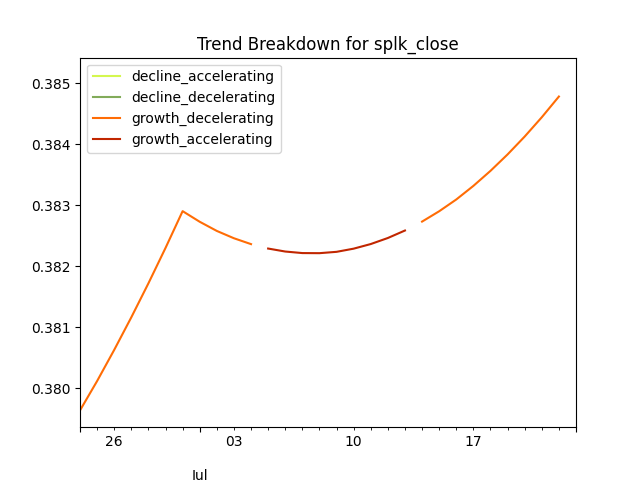 Trend Breakdown for splk_close
decline_accelerating
decline_decelerating
growth_decelerating
growth_accelerating
0.385
0.384
0.383
0.382
0.381
0.380
26
03
10
17
Jul